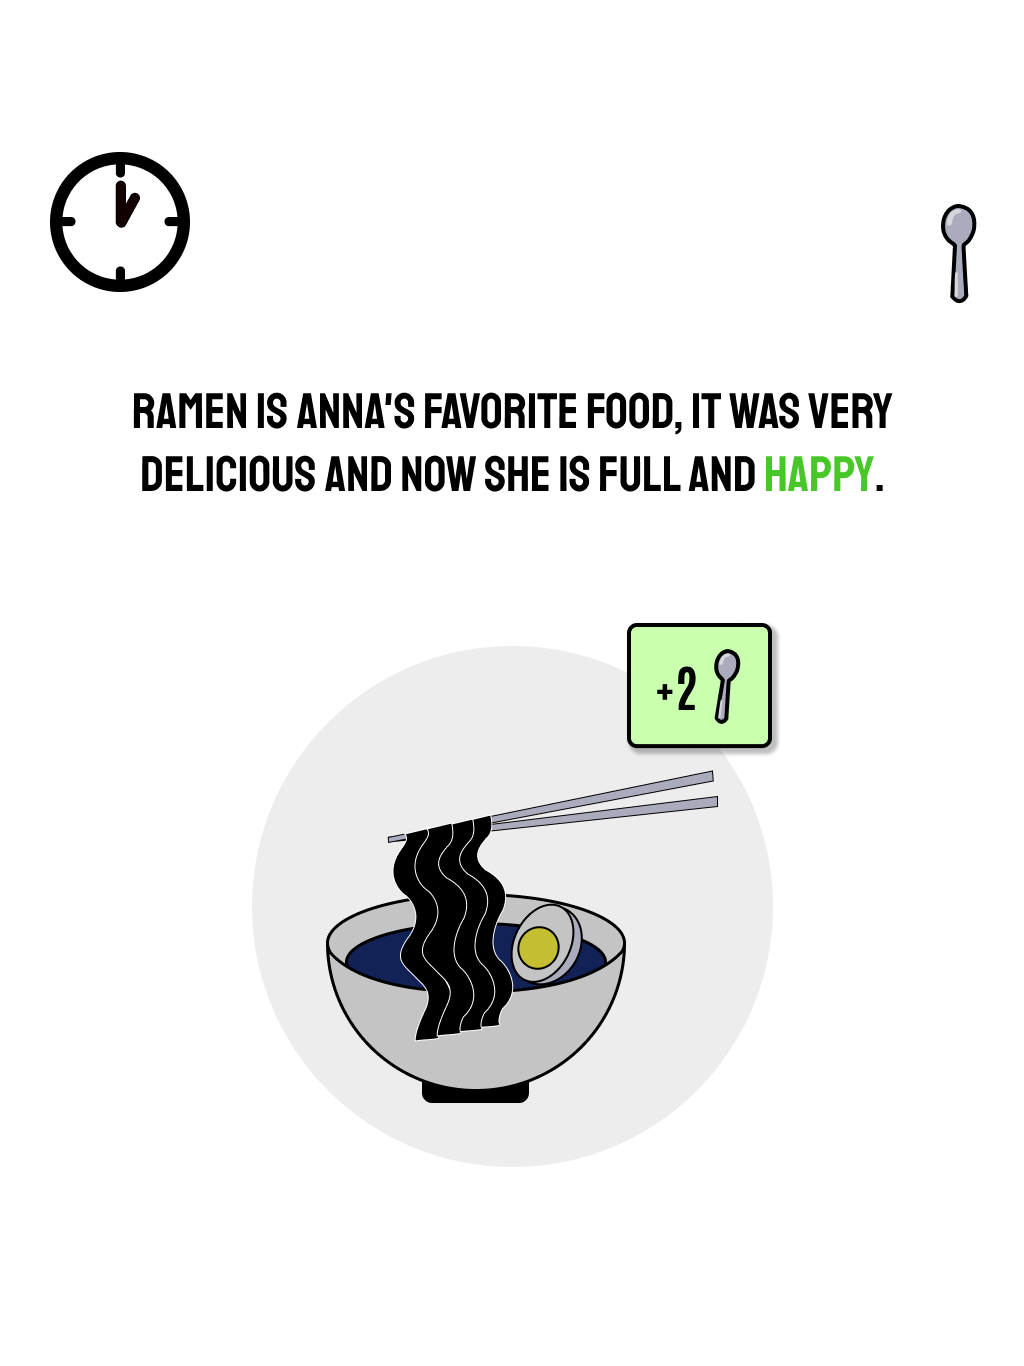 RAMEN IS ANNA'S FAVORITE FOOD, IT WAS VERY
DELICIOUS AND NOW SHE IS FULL AND HAPPY.
+2